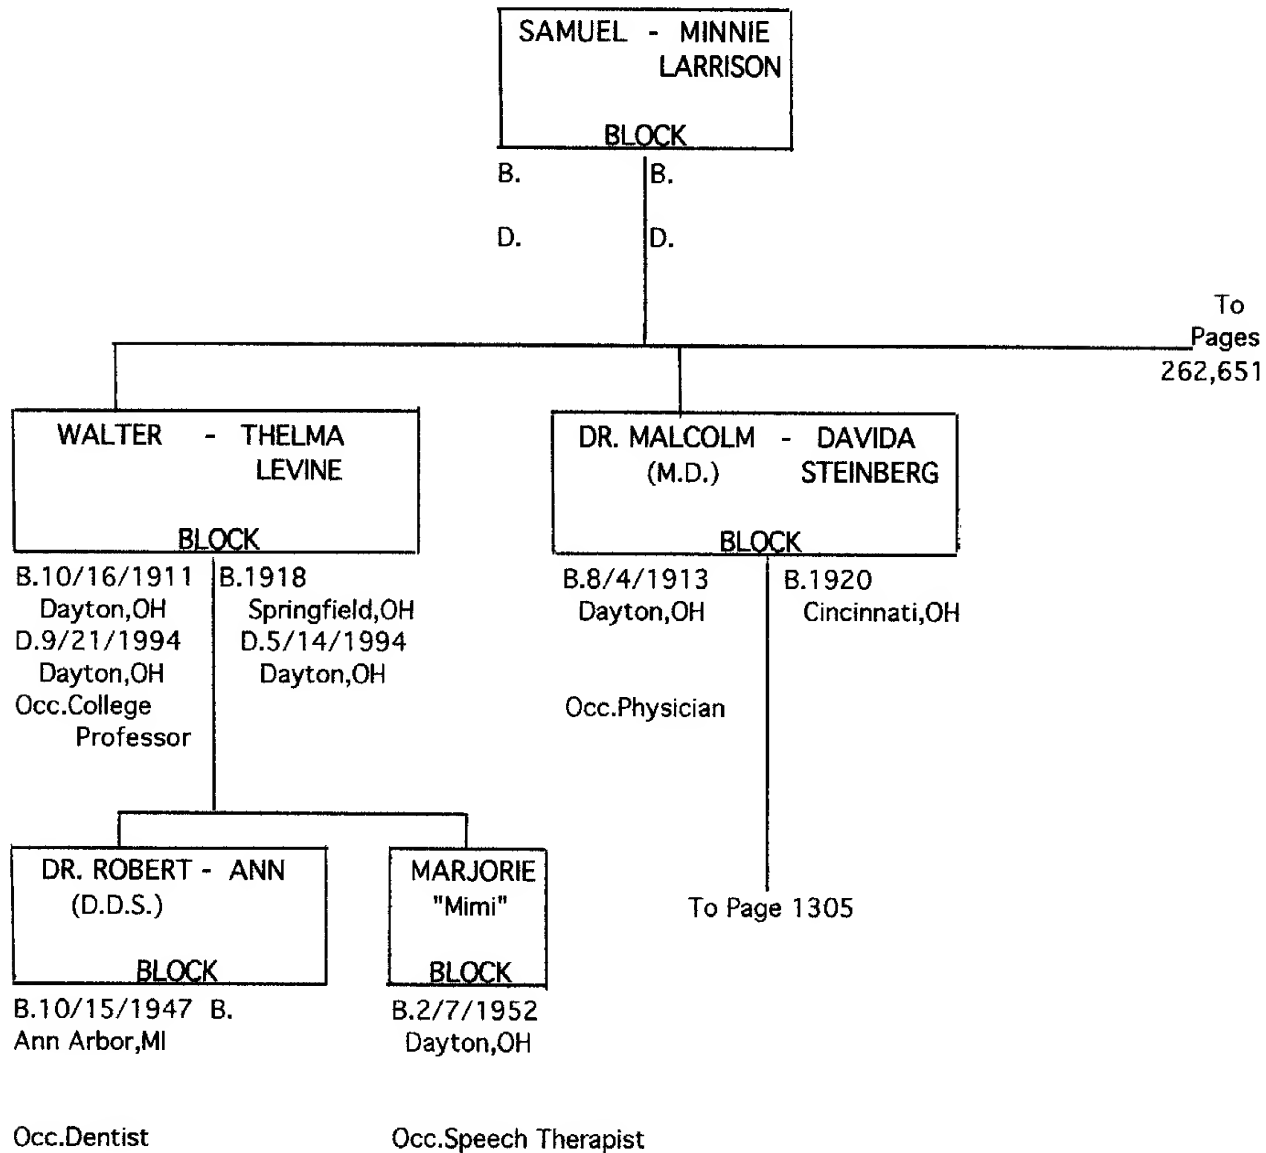 SAMUEL - MINNIE
LARRISON
BLOCK
B. B.
D. D.
To
Pages
262,651
WALTER - THELMA
LEVINE
BLOCK
B.10/16/1911 B.1918
Dayton,OH Springfield,OH
D.9/21/1994 D.5/14/1994
Dayton,OH Dayton,OH
Occ.College
Professor
DR. MALCOLM - DAVIDA
(M.D.) STEINBERG
BLOCK
B.8/4/1913 B.1920
Dayton,OH Cincinnati,OH
Occ.Physician
To Page 1305
DR. ROBERT - ANN
(D.D.S.)
BLOCK
B.10/15/1947 B.
Ann Arbor,MI
Occ.Dentist
MARJORIE
"Mimi"
BLOCK
B.2/7/1952
Dayton,OH
Occ.Speech Therapist